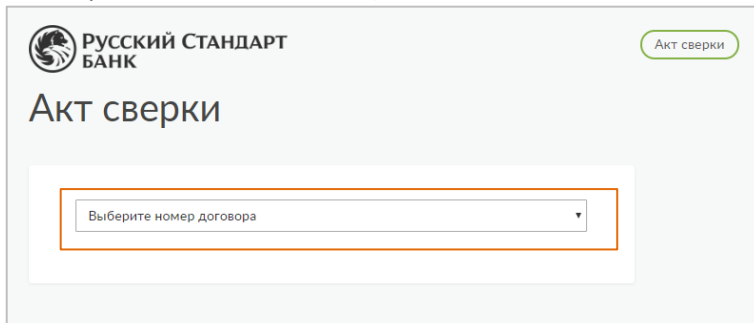 Русский Стандарт
Банк
Акт сверки
Акт сверки
Выберите номер договора